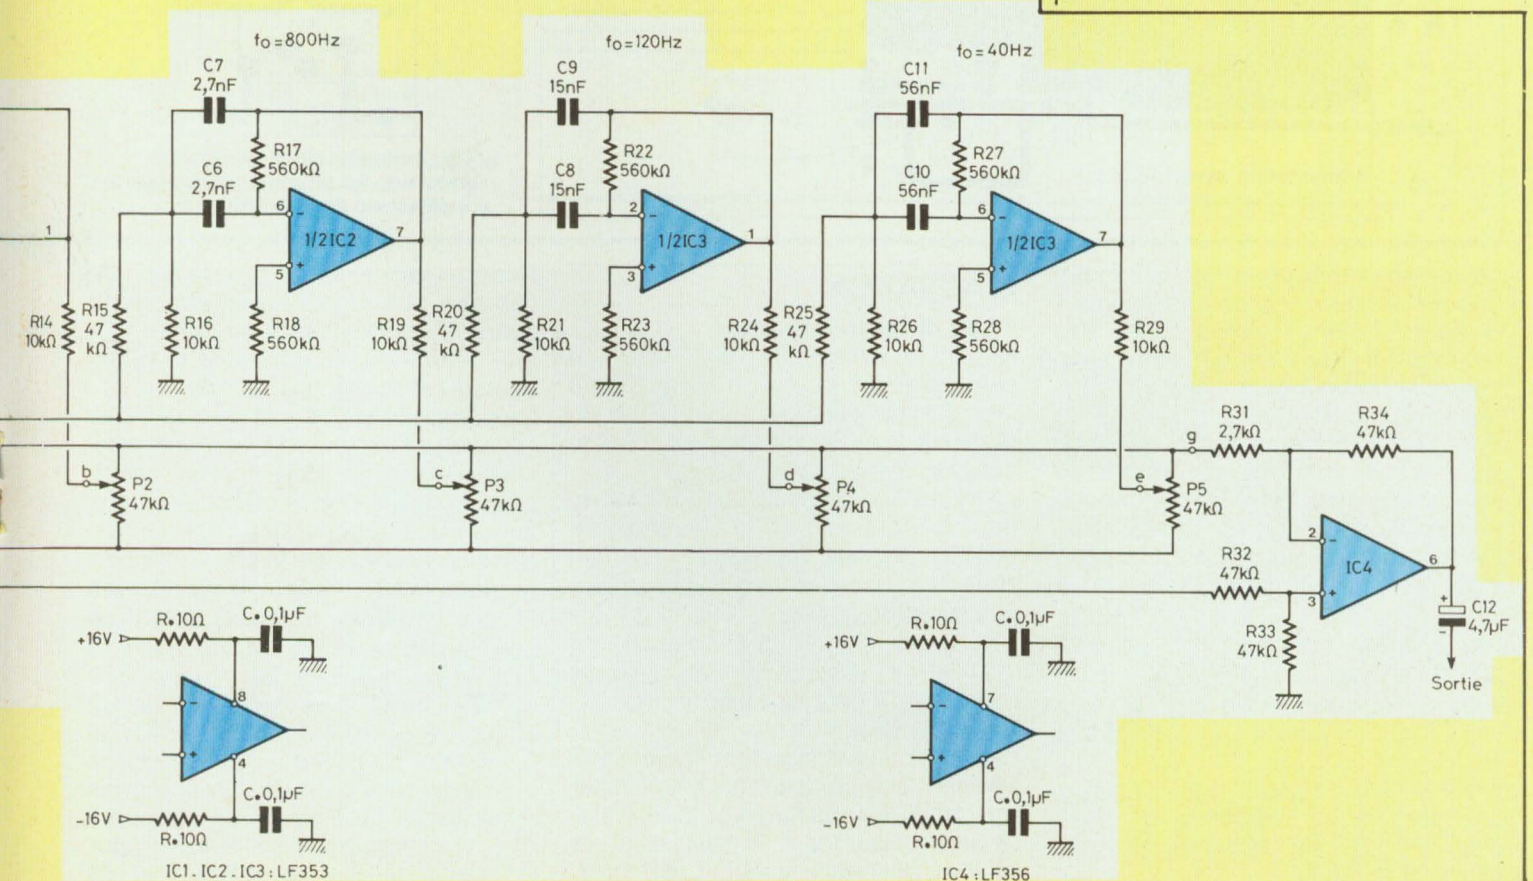 fo=800Hz
fo=120Hz
fo=40Hz
C7
2,7nF
C9
15nF
C11
56nF
R17
560kΩ
R22
560kΩ
R27
560kΩ
C6
2,7nF
C8
15nF
C10
56nF
1
6
-
1/2IC2
7
5
+
2
-
1/2IC3
1
3
+
6
-
1/2IC3
7
5
+
R14
10kΩ
R15
47
kΩ
R16
10kΩ
R18
560kΩ
R19
10kΩ
R20
47
kΩ
R21
10kΩ
R23
560kΩ
R24
10kΩ
R25
47
kΩ
R26
10kΩ
R28
560kΩ
R29
10kΩ
b
P2
47kΩ
c
P3
47kΩ
d
P4
47kΩ
e
P5
47kΩ
g
R31
2,7kΩ
R34
47kΩ
2
-
IC4
6
3
+
R32
47kΩ
R33
47kΩ
+
C12
4,7µF
-
Sortie
+16V
R.10Ω
C.0,1µF
8
-
+
4
-16V
R.10Ω
C.0,1µF
IC1.IC2.IC3:LF353
+16V
R.10Ω
C.0,1µF
7
-
+
4
-16V
R.10Ω
C.0,1µF
IC4:LF356